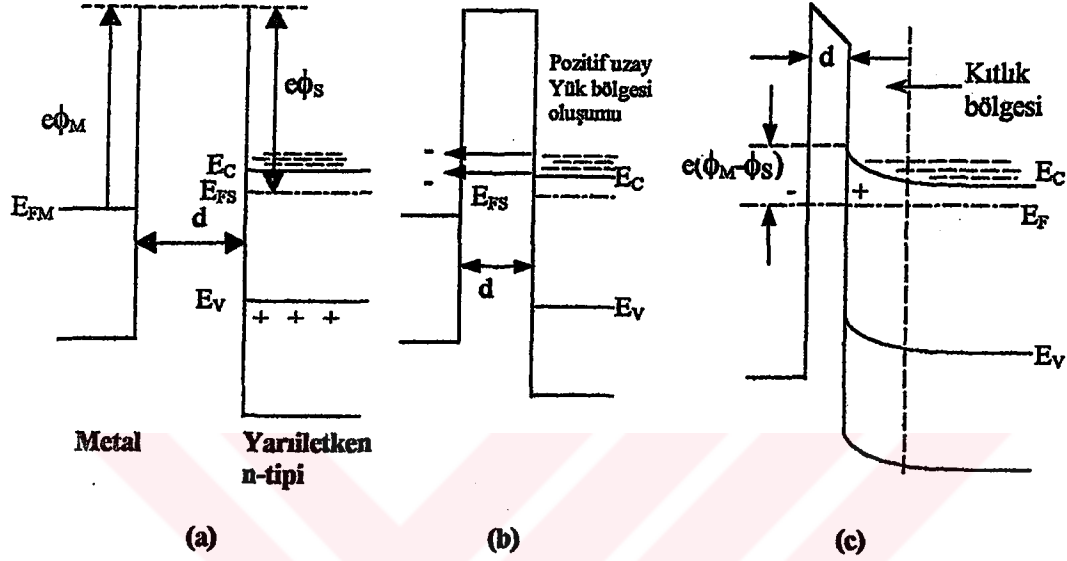 eϕM
EFM
eϕS
EC
EFS
d
EV
+ + +
Metal
Yarıiletken
n-tipi
(a)
Pozitif uzay
Yük bölgesi
oluşumu
-
-
EC
EFS
d
EV
(b)
d
Kıtlık
bölgesi
e(ϕM-ϕS)
-
+
EC
EF
EV
(c)